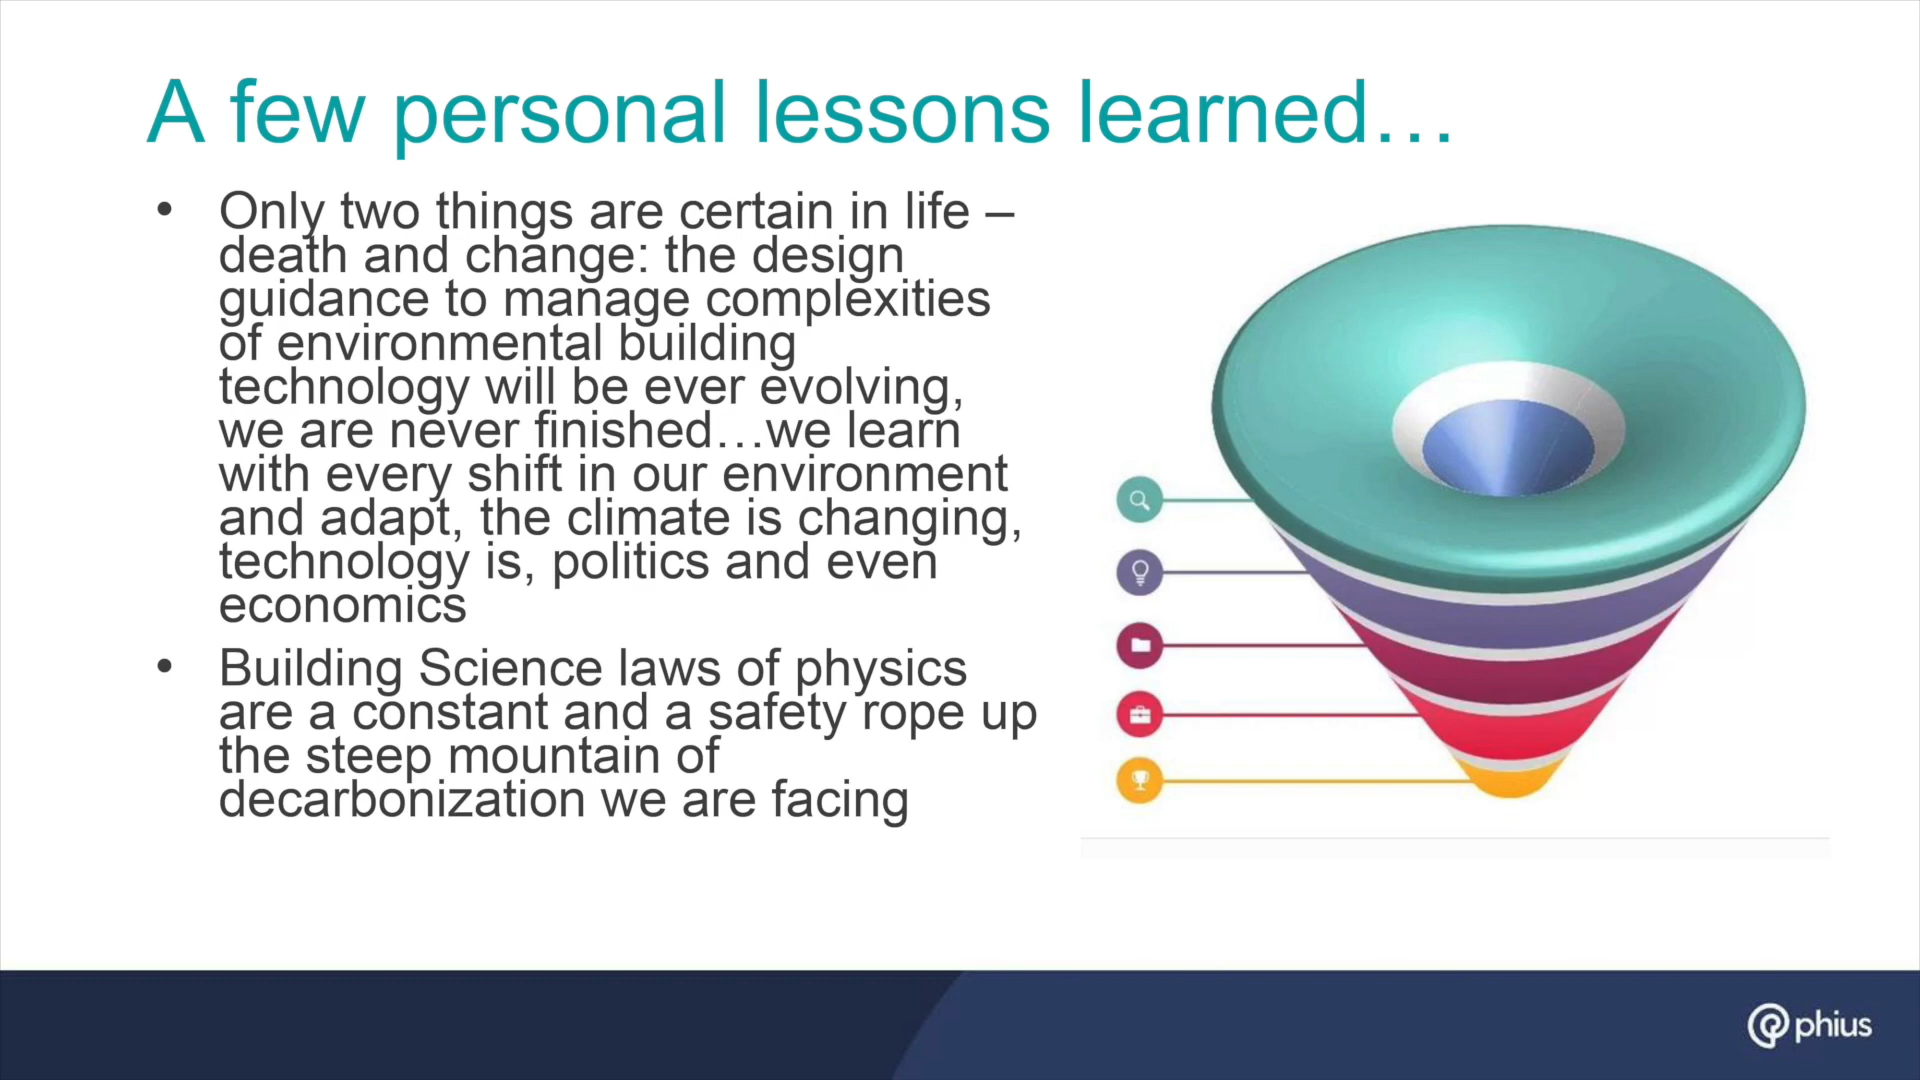 A few personal lessons learned…
• Only two things are certain in life –
death and change: the design
guidance to manage complexities
of environmental building
technology will be ever evolving,
we are never finished…we learn
with every shift in our environment
and adapt, the climate is changing,
technology is, politics and even
economics
• Building Science laws of physics
are a constant and a safety rope up
the steep mountain of
decarbonization we are facing
phius